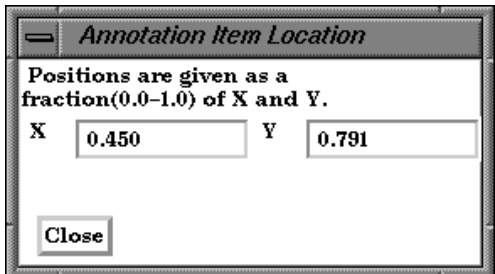 Annotation Item Location
Positions are given as a
fraction(0.0–1.0) of X and Y.
X 0.450 Y 0.791
Close